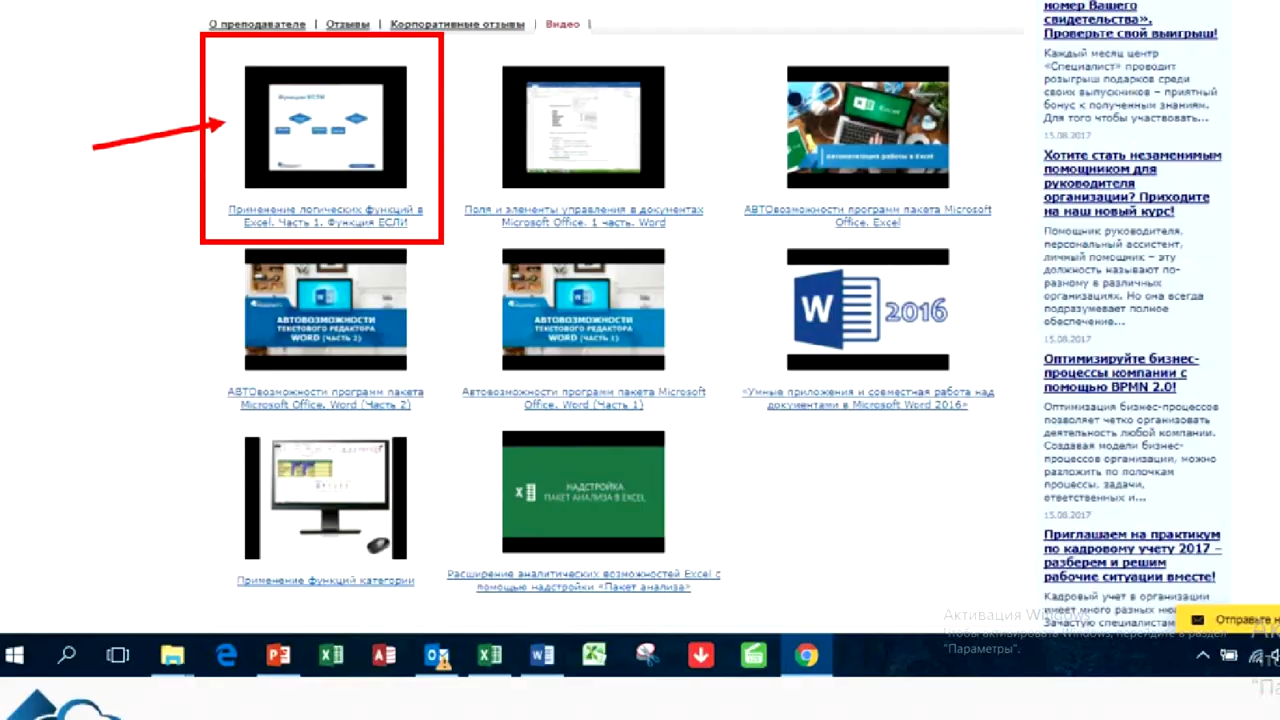 О преподавателе | Отзывы | Корпоративные отзывы | Видео |
Функция ЕСЛИ
Применение логических функций в
Excel. Часть 1. Функция ЕСЛИ
Поля и элементы управления в документах
Microsoft Office. 1 часть. Word
Excel
Автоматизация работы в Excel
АВТОвозможности программ пакета Microsoft
Office. Excel
АВТОВОЗМОЖНОСТИ
ТЕКСТОВОГО РЕДАКТОРА
WORD (ЧАСТЬ 2)
АВТОвозможности программ пакета
Microsoft Office. Word (Часть 2)
АВТОВОЗМОЖНОСТИ
ТЕКСТОВОГО РЕДАКТОРА
WORD (ЧАСТЬ 1)
Автовозможности программ пакета Microsoft
Office. Word (Часть 1)
W 2016
«Умные приложения и совместная работа над
документами в Microsoft Word 2016»
Применение функций категории
НАДСТРОЙКА
ПАКЕТ АНАЛИЗА В EXCEL
Расширение аналитических возможностей Excel с
помощью надстройки «Пакет анализа»
номер Вашего
свидетельства».
Проверьте свой выигрыш!
Каждый месяц центр
«Специалист» проводит
розыгрыш подарков среди
своих выпускников – приятный
бонус к полученным знаниям.
Для того чтобы участвовать...
15.08.2017
Хотите стать незаменимым
помощником для
руководителя
организации? Приходите
на наш новый курс!
Помощник руководителя,
персональный ассистент,
личный помощник – эту
должность называют по-
разному в различных
организациях. Но она всегда
подразумевает полное
обеспечение...
15.08.2017
Оптимизируйте бизнес-
процессы компании с
помощью BPMN 2.0!
Оптимизация бизнес-процессов
позволяет четко организовать
деятельность любой компании.
Создавая модели бизнес-
процессов организации, можно
разложить по полочкам
процессы, задачи,
ответственных и...
15.08.2017
Приглашаем на практикум
по кадровому учету 2017 –
разберем и решим
рабочие ситуации вместе!
Кадровый учет в организации
имеет много разных
Зачастую специалистам
Отправьте
Активация Windows
Чтобы активировать Windows, перейдите в раздел
"Параметры".